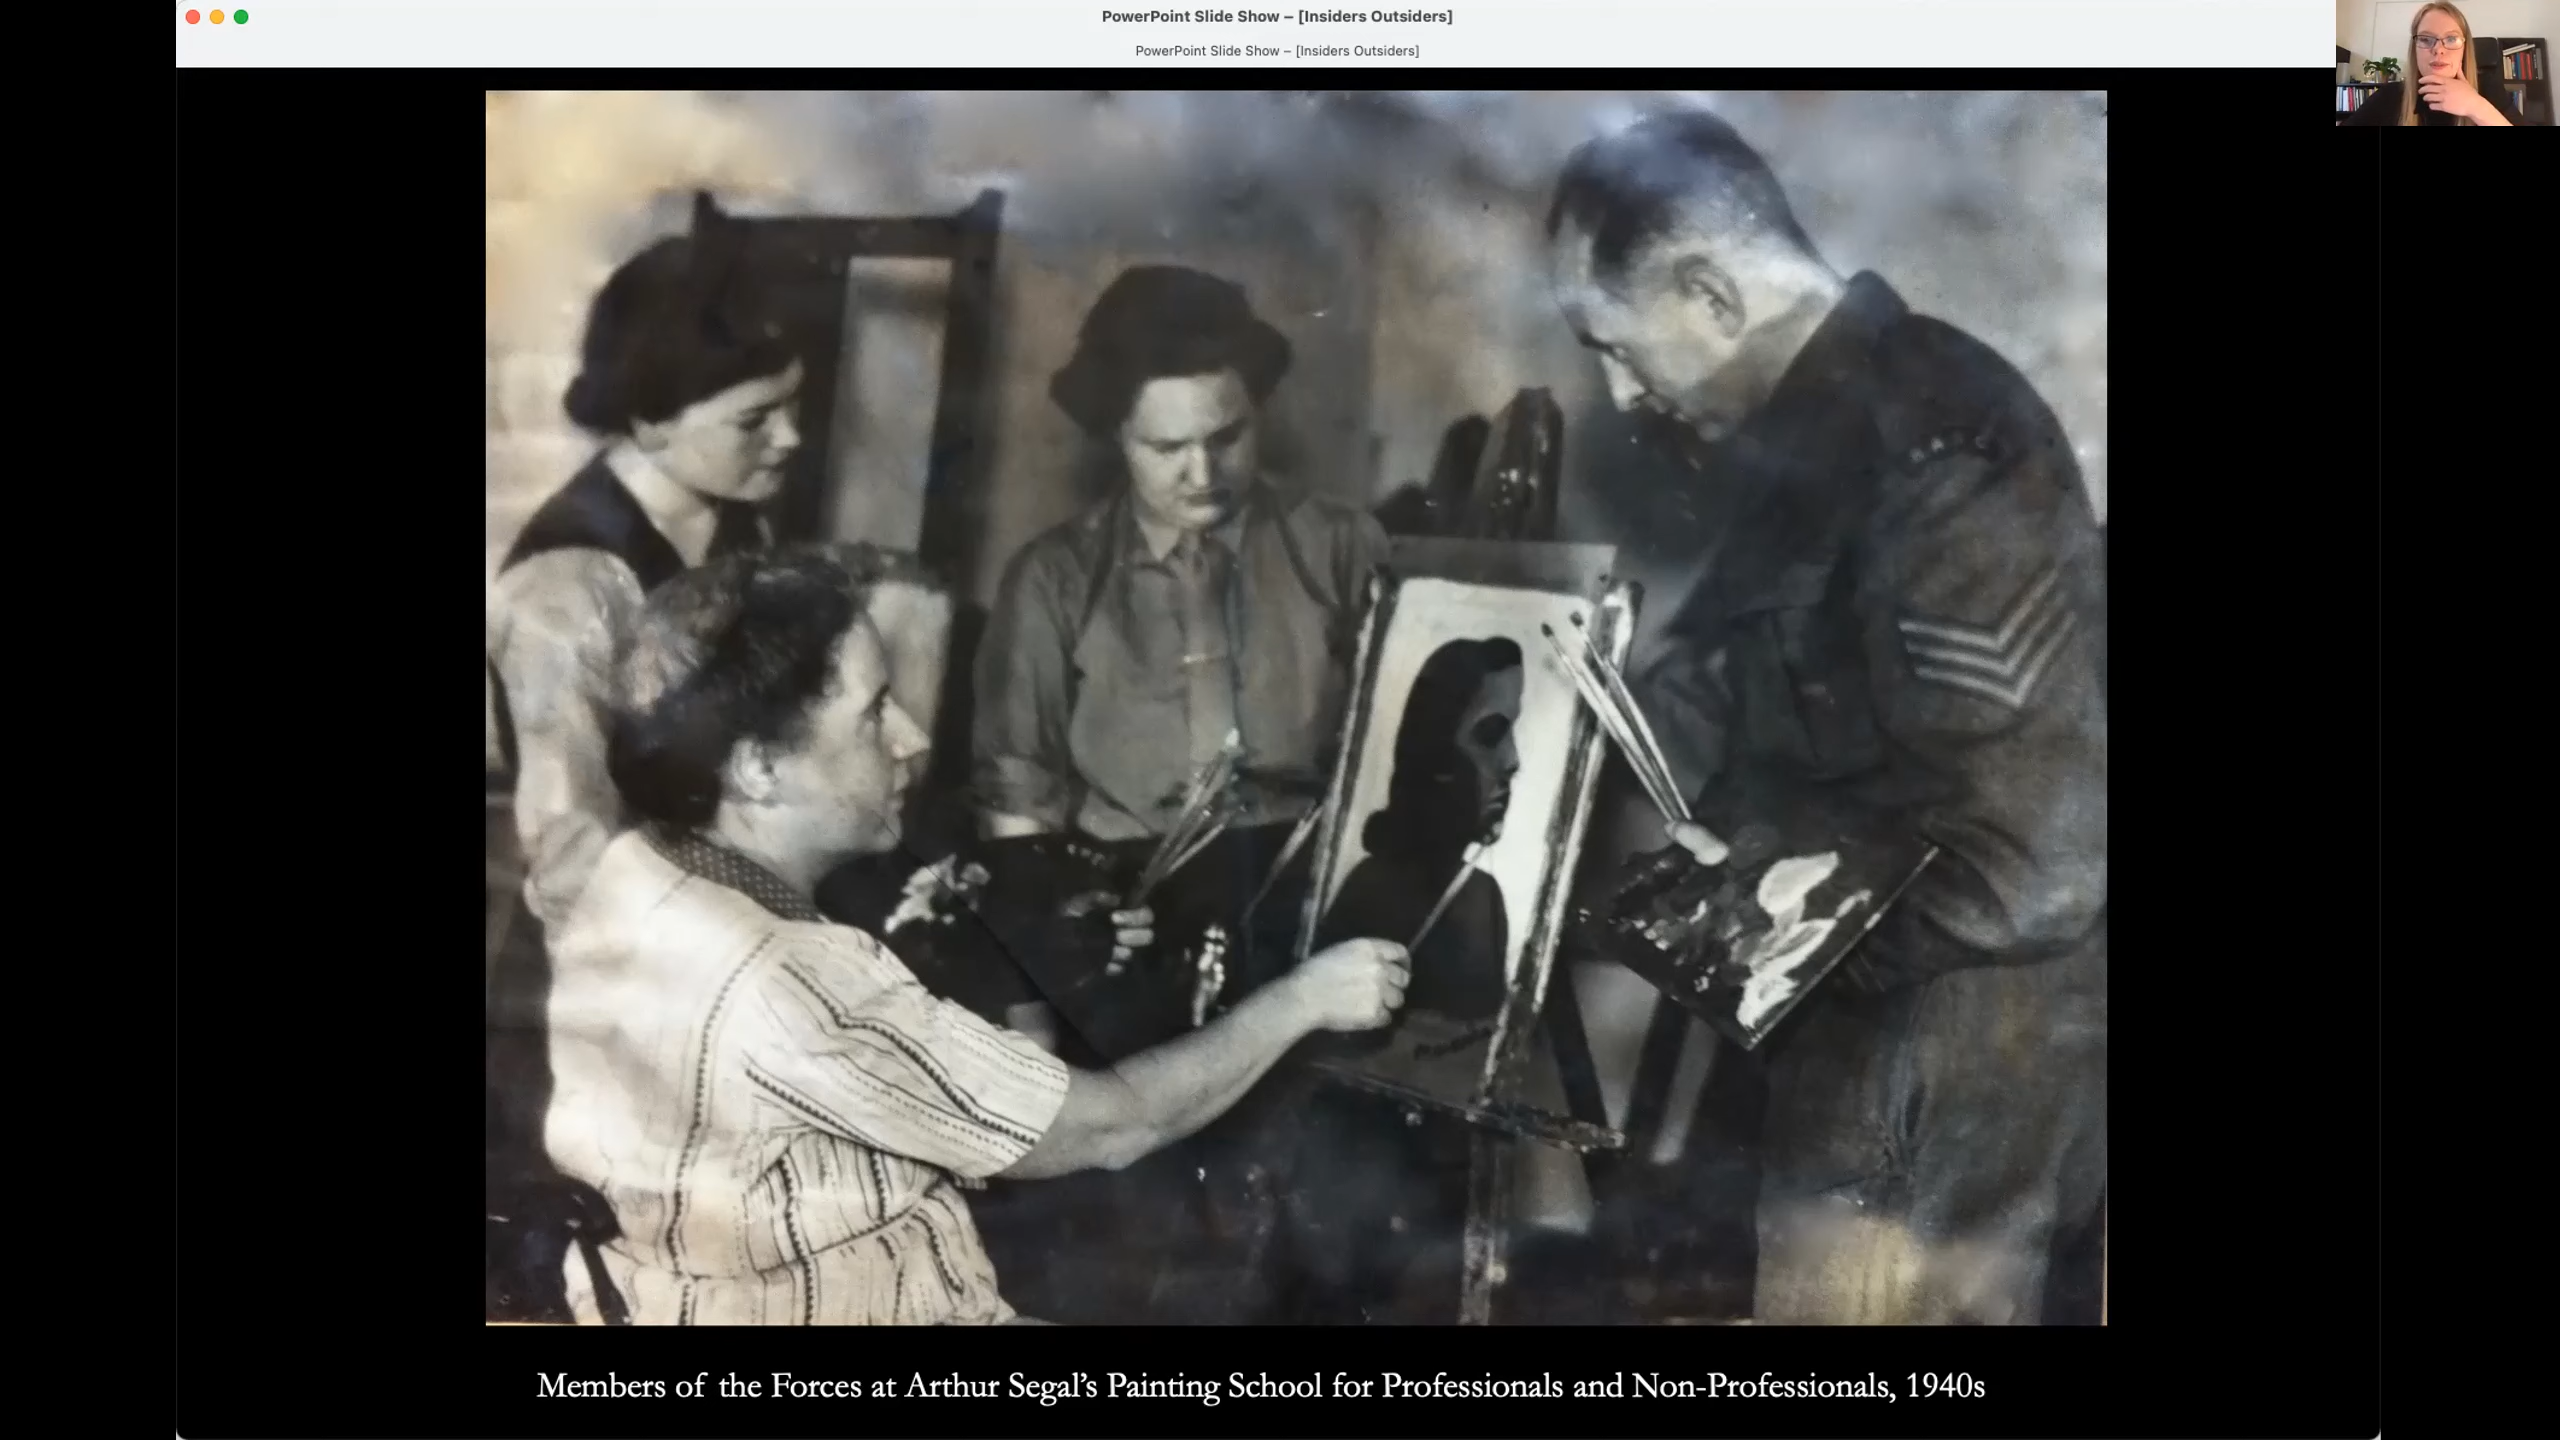 PowerPoint Slide Show – [Insiders Outsiders]
PowerPoint Slide Show – [Insiders Outsiders]
Members of the Forces at Arthur Segal's Painting School for Professionals and Non-Professionals, 1940s